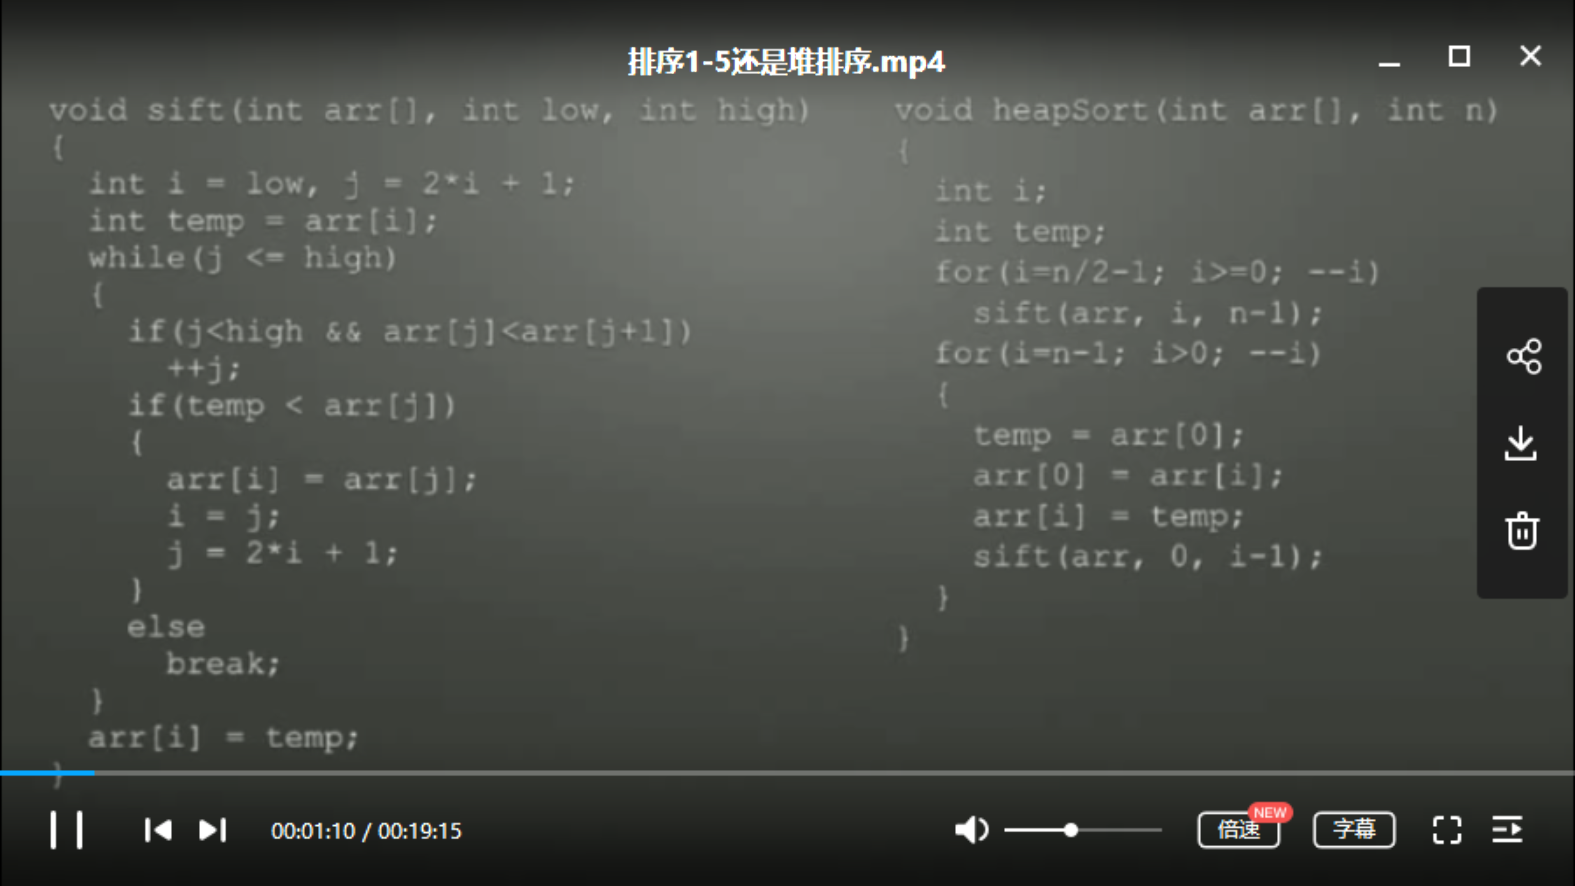 排序1-5还是堆排序.mp4
void sift(int arr[], int low, int high)
{
int i = low, j = 2*i + 1;
int temp = arr[i];
while(j <= high)
{
if(j<high && arr[j]<arr[j+1])
++j;
if(temp < arr[j])
{
arr[i] = arr[j];
i = j;
j = 2*i + 1;
}
else
break;
}
arr[i] = temp;
}
void heapSort(int arr[], int n)
{
int i;
int temp;
for(i=n/2-1; i>=0; --i)
sift(arr, i, n-1);
for(i=n-1; i>0; --i)
{
temp = arr[0];
arr[0] = arr[i];
arr[i] = temp;
sift(arr, 0, i-1);
}
}
00:01:10 / 00:19:15
倍速
NEW
字幕